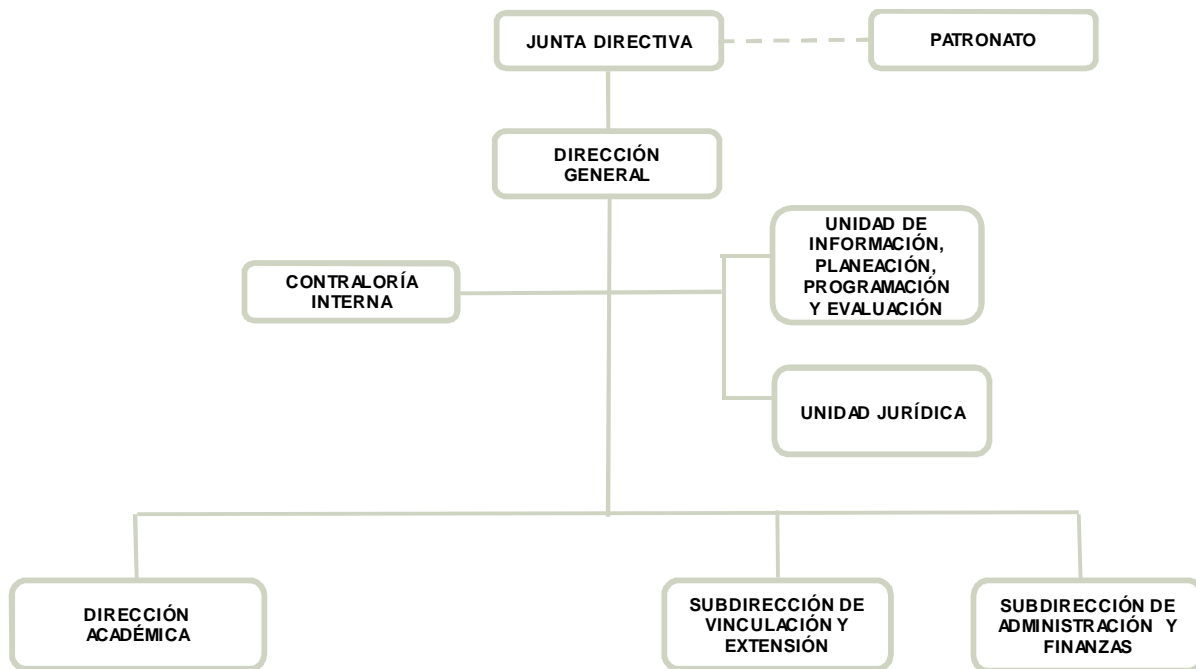 JUNTA DIRECTIVA
PATRONATO
DIRECCIÓN
GENERAL
UNIDAD DE
INFORMACIÓN,
PLANEACIÓN,
PROGRAMACIÓN
Y EVALUACIÓN
CONTRALORÍA
INTERNA
UNIDAD JURÍDICA
DIRECCIÓN
ACADÉMICA
SUBDIRECCIÓN DE
VINCULACIÓN Y
EXTENSIÓN
SUBDIRECCIÓN DE
ADMINISTRACIÓN Y
FINANZAS